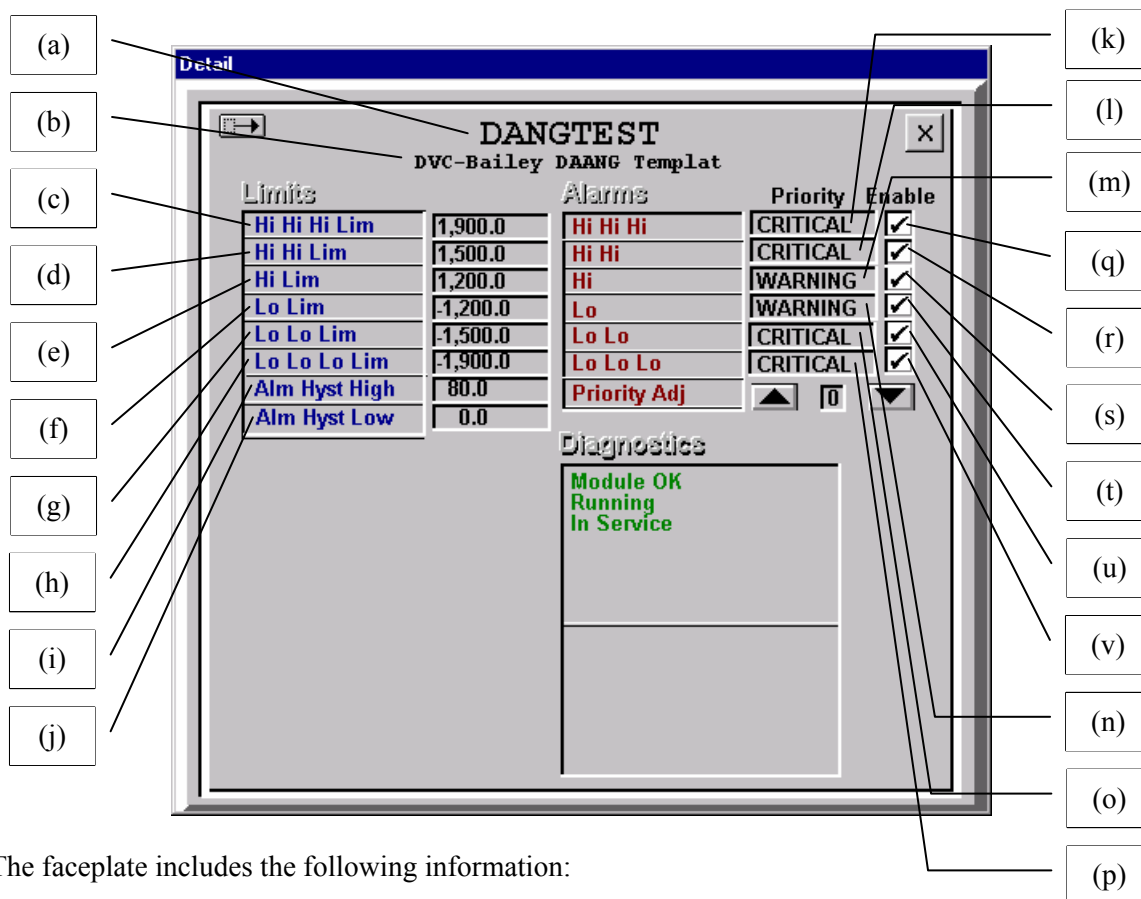 (a)
(b)
(c)
(d)
(e)
(f)
(g)
(h)
(i)
(j)
Detail
DANGTEST
X
DVC-Bailey DAANG Templat
Limits
Hi Hi Hi Lim 1,900.0
Hi Hi Lim 1,500.0
Hi Lim 1,200.0
Lo Lim -1,200.0
Lo Lo Lim -1,500.0
Lo Lo Lo Lim -1,900.0
Alm Hyst High 80.0
Alm Hyst Low 0.0
Alarms Priority Enable
Hi Hi Hi CRITICAL
Hi Hi CRITICAL
Hi WARNING
Lo WARNING
Lo Lo CRITICAL
Lo Lo Lo CRITICAL
Priority Adj 0
Diagnostics
Module OK
Running
In Service
(k)
(l)
(m)
(q)
(r)
(s)
(t)
(u)
(v)
(n)
(o)
(p)
The faceplate includes the following information: